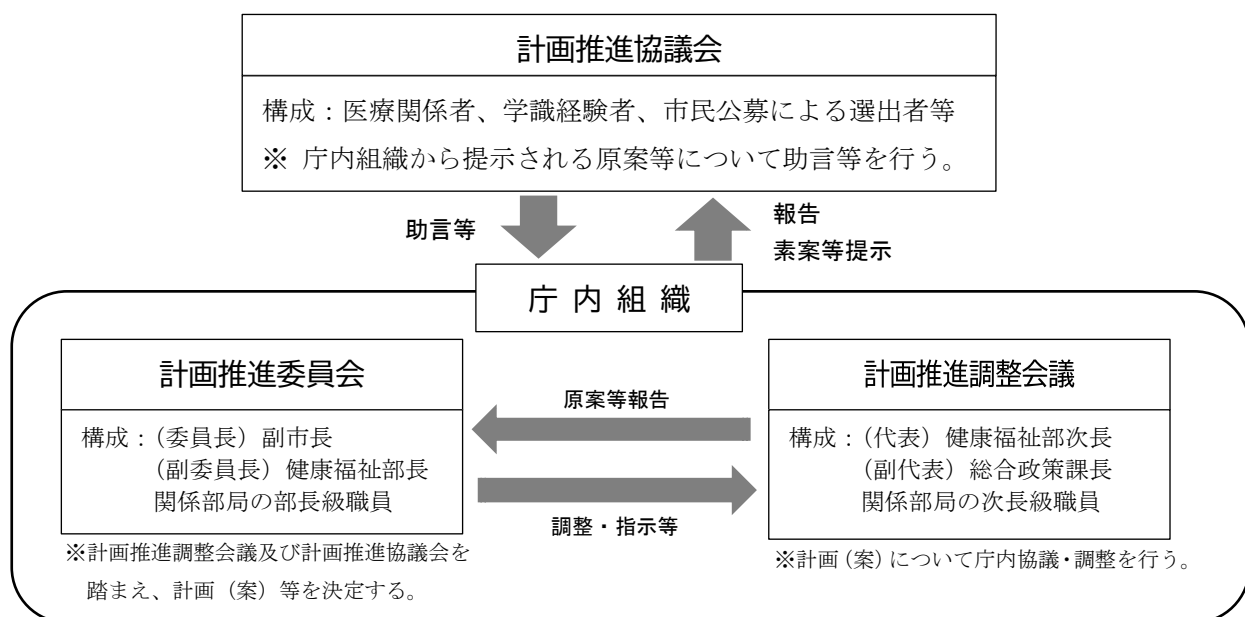 計画推進協議会
構成：医療関係者、学識経験者、市民公募による選出者等
※ 庁内組織から提示される原案等について助言等を行う。
助言等
報告
素案等提示
庁内組織
計画推進委員会
構成：（委員長）副市長
（副委員長）健康福祉部長
関係部局の部長級職員
※計画推進調整会議及び計画推進協議会を
踏まえ、計画（案）等を決定する。
原案等報告
調整・指示等
計画推進調整会議
構成：（代表）健康福祉部次長
（副代表）総合政策課長
関係部局の次長級職員
※計画（案）について庁内協議・調整を行う。